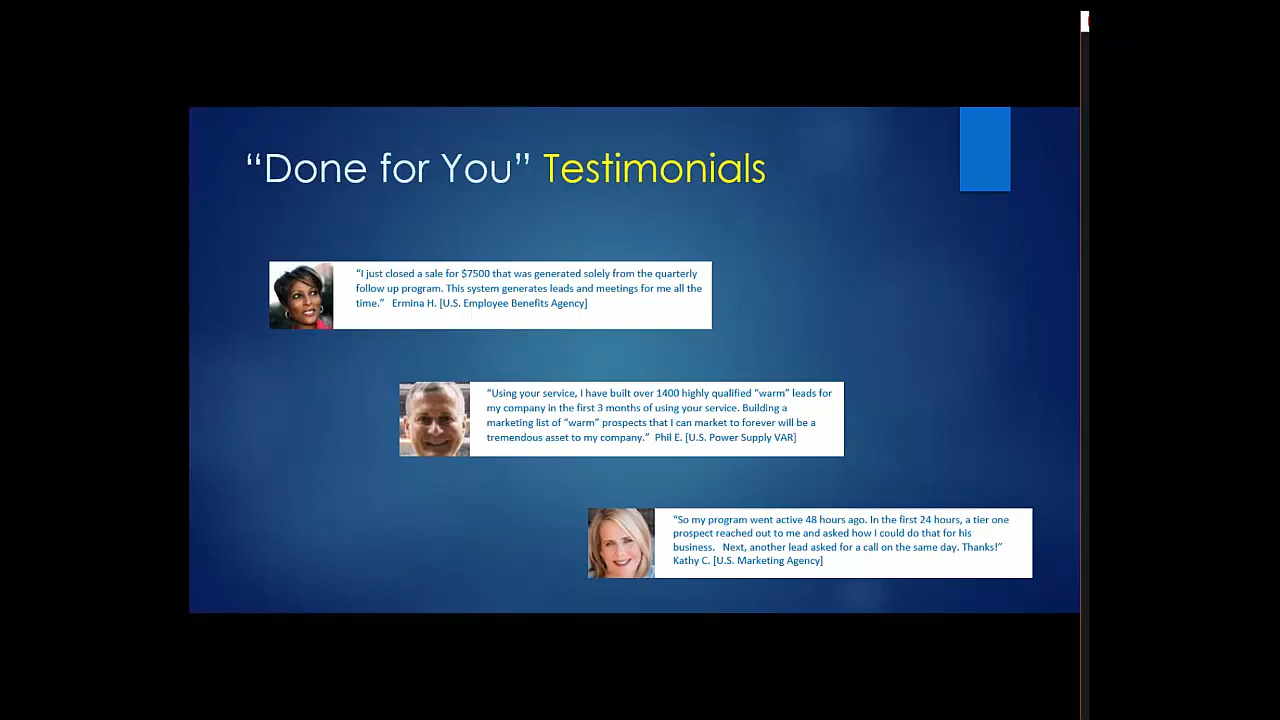 “Done for You” Testimonials
“I just closed a sale for $7500 that was generated solely from the quarterly
follow up program. This system generates leads and meetings for me all the
time.” Ermina H. [U.S. Employee Benefits Agency]
“Using your service, I have built over 1400 highly qualified “warm” leads for
my company in the first 3 months of using your service. Building a
marketing list of “warm” prospects that I can market to forever will be a
tremendous asset to my company.” Phil E. [U.S. Power Supply VAR]
“So my program went active 48 hours ago. In the first 24 hours, a tier one
prospect reached out to me and asked how I could do that for his
business. Next, another lead asked for a call on the same day. Thanks!”
Kathy C. [U.S. Marketing Agency]